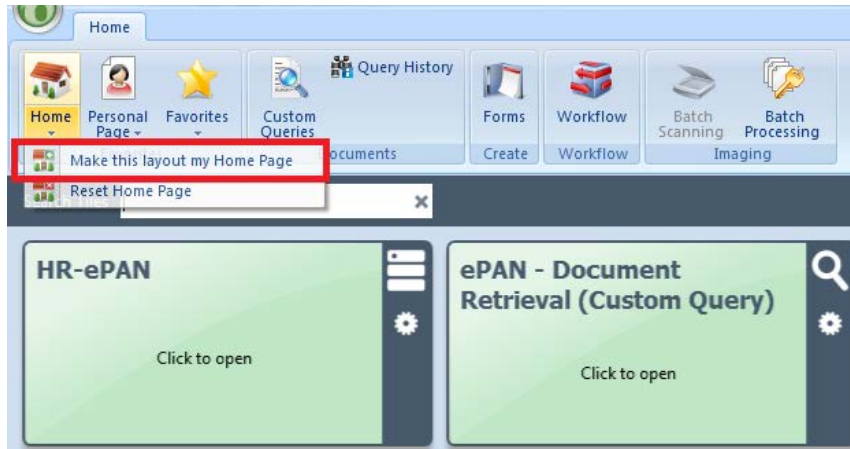 Home
Query History
Home
Personal
Page
Favorites
Custom
Queries
Forms
Workflow
Batch
Scanning
Batch
Processing
ocuments
Create
Workflow
Imaging
Make this layout my Home Page
Reset Home Page
HR-ePAN
Click to open
ePAN - Document
Retrieval (Custom Query)
Click to open